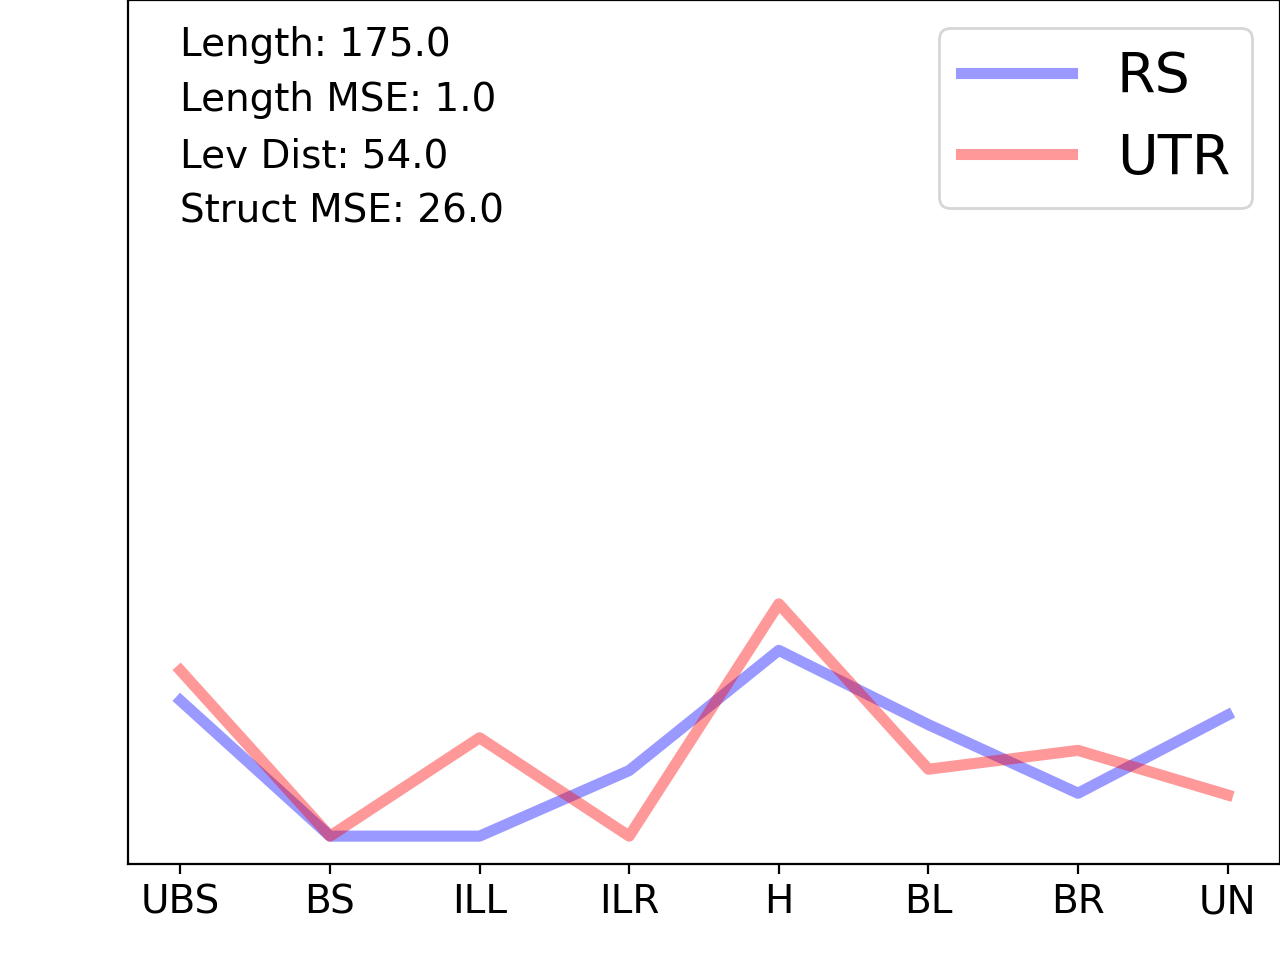 Length: 175.0
Length MSE: 1.0
Lev Dist: 54.0
Struct MSE: 26.0
RS
UTR
UBS BS ILL ILR H BL BR UN